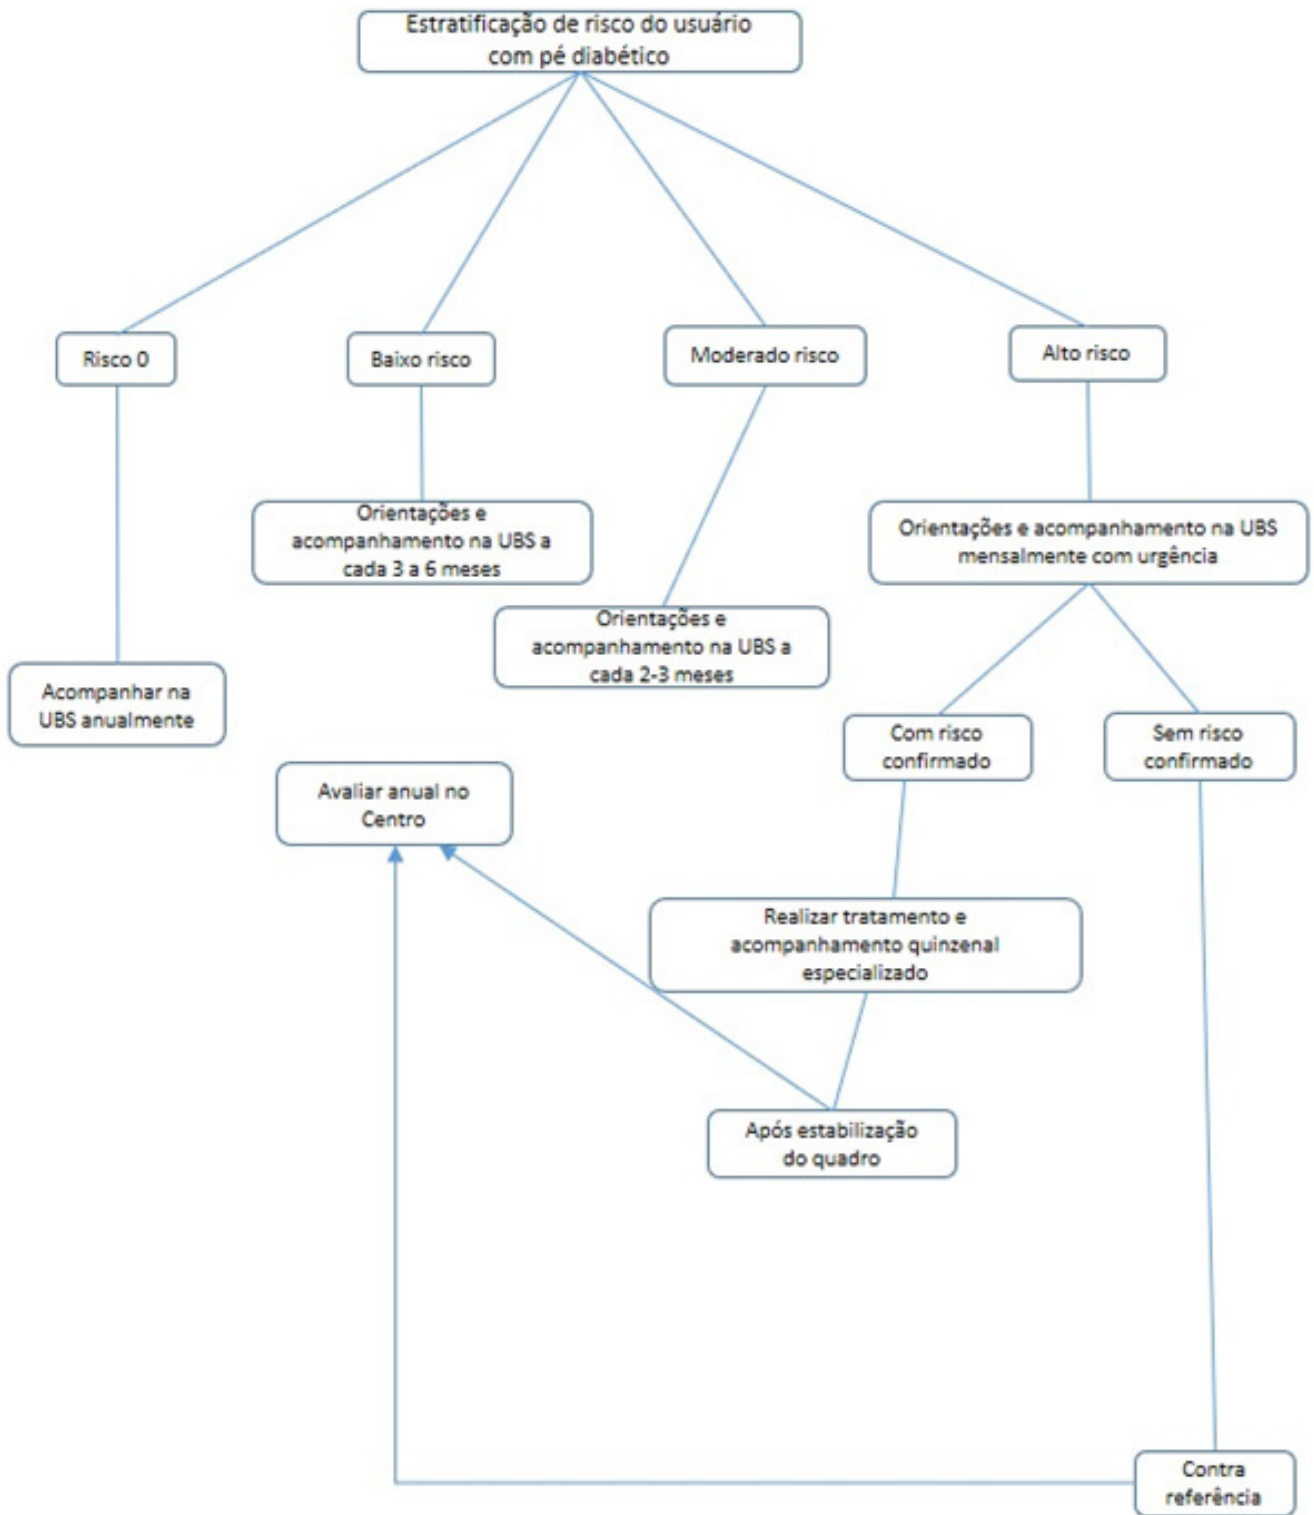 Estratificação de risco do usuário
com pé diabético
Risco 0
Baixo risco
Moderado risco
Alto risco
Orientações e
acompanhamento na UBS a
cada 3 a 6 meses
Orientações e acompanhamento na UBS
mensalmente com urgência
Orientações e
acompanhamento na UBS a
cada 2-3 meses
Acompanhar na
UBS anualmente
Com risco
confirmado
Sem risco
confirmado
Avaliar anual no
Centro
Realizar tratamento e
acompanhamento quinzenal
especializado
Após estabilização
do quadro
Contra
referência